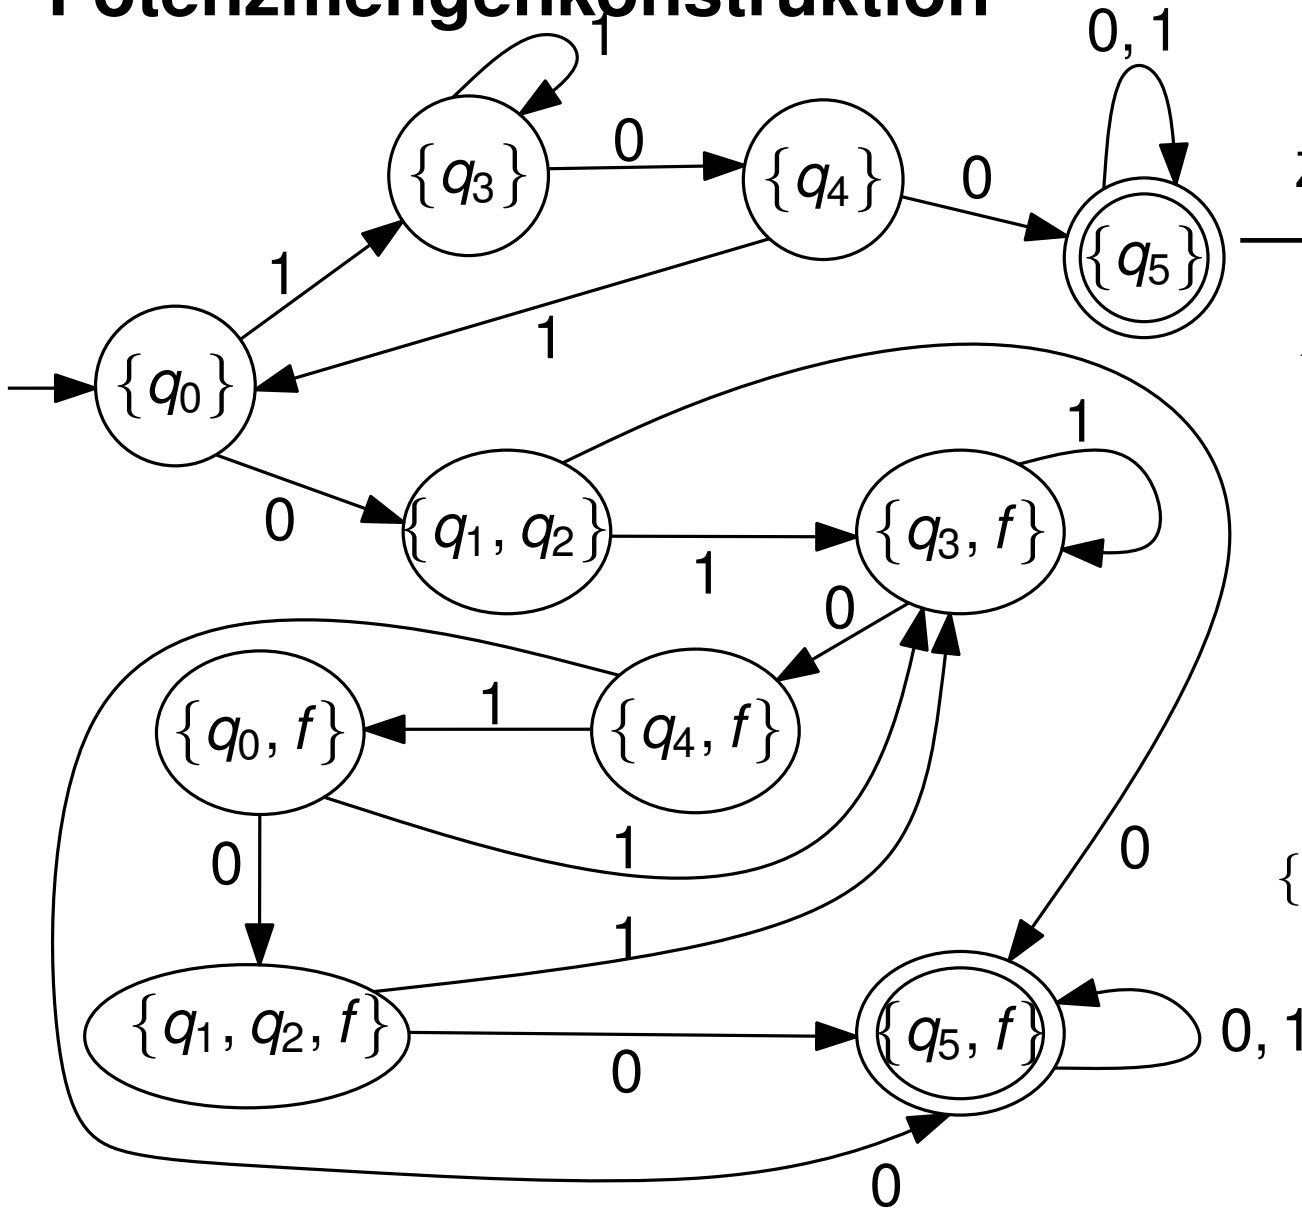 Potenzmengenkonstruktion
1
0, 1
{q3}
0
{q4}
0
{q5}
1
1
{q0}
1
0
{q1, q2}
1
{q3, f}
0
{q0, f}
1
{q4, f}
1
0
0
{
1
{q1, q2, f}
0
{q5, f}
0, 1
0